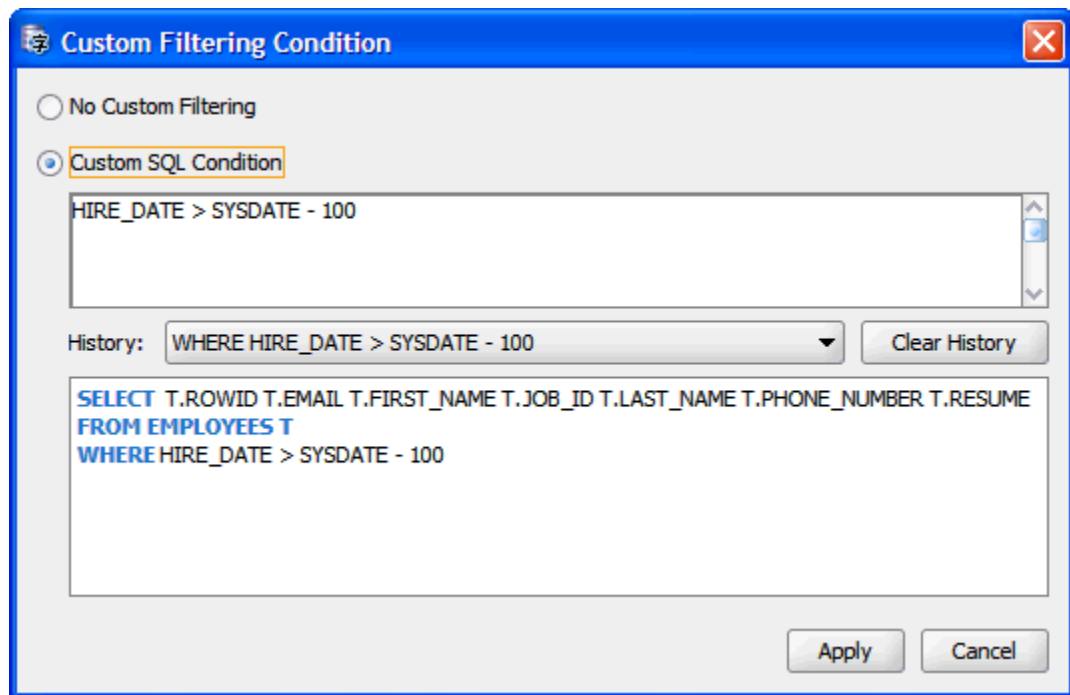 Custom Filtering Condition
No Custom Filtering
Custom SQL Condition
HIRE_DATE > SYSDATE - 100
History: WHERE HIRE_DATE > SYSDATE - 100 Clear History
SELECT T.ROWID T.EMAIL T.FIRST_NAME T.JOB_ID T.LAST_NAME T.PHONE_NUMBER T.RESUME
FROM EMPLOYEES T
WHERE HIRE_DATE > SYSDATE - 100
Apply Cancel